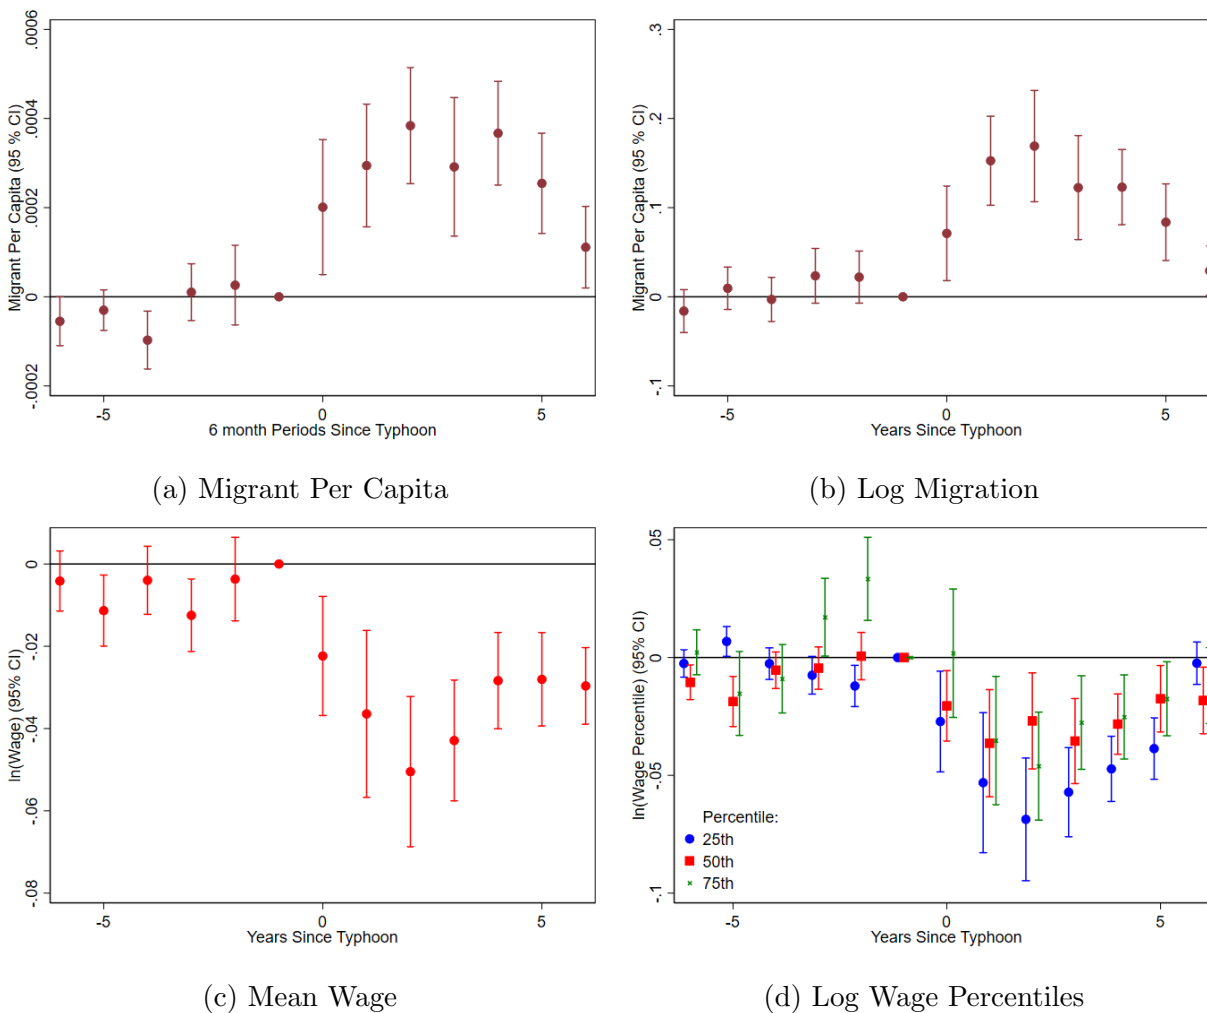 Migrant Per Capita (95 % CI)
.0006
.0004
.0002
0
-.0002
-5
0
5
6 month Periods Since Typhoon
(a) Migrant Per Capita
Migrant Per Capita (95 % CI)
.3
.2
.1
0
-.1
-5
0
5
Years Since Typhoon
(b) Log Migration
ln(Wage) (95% CI)
0
-.02
-.04
-.06
-.08
-5
0
5
Years Since Typhoon
(c) Mean Wage
ln(Wage Percentile) (95% CI)
.05
0
-.05
-.1
Percentile:
25th
50th
75th
-5
0
5
Years Since Typhoon
(d) Log Wage Percentiles